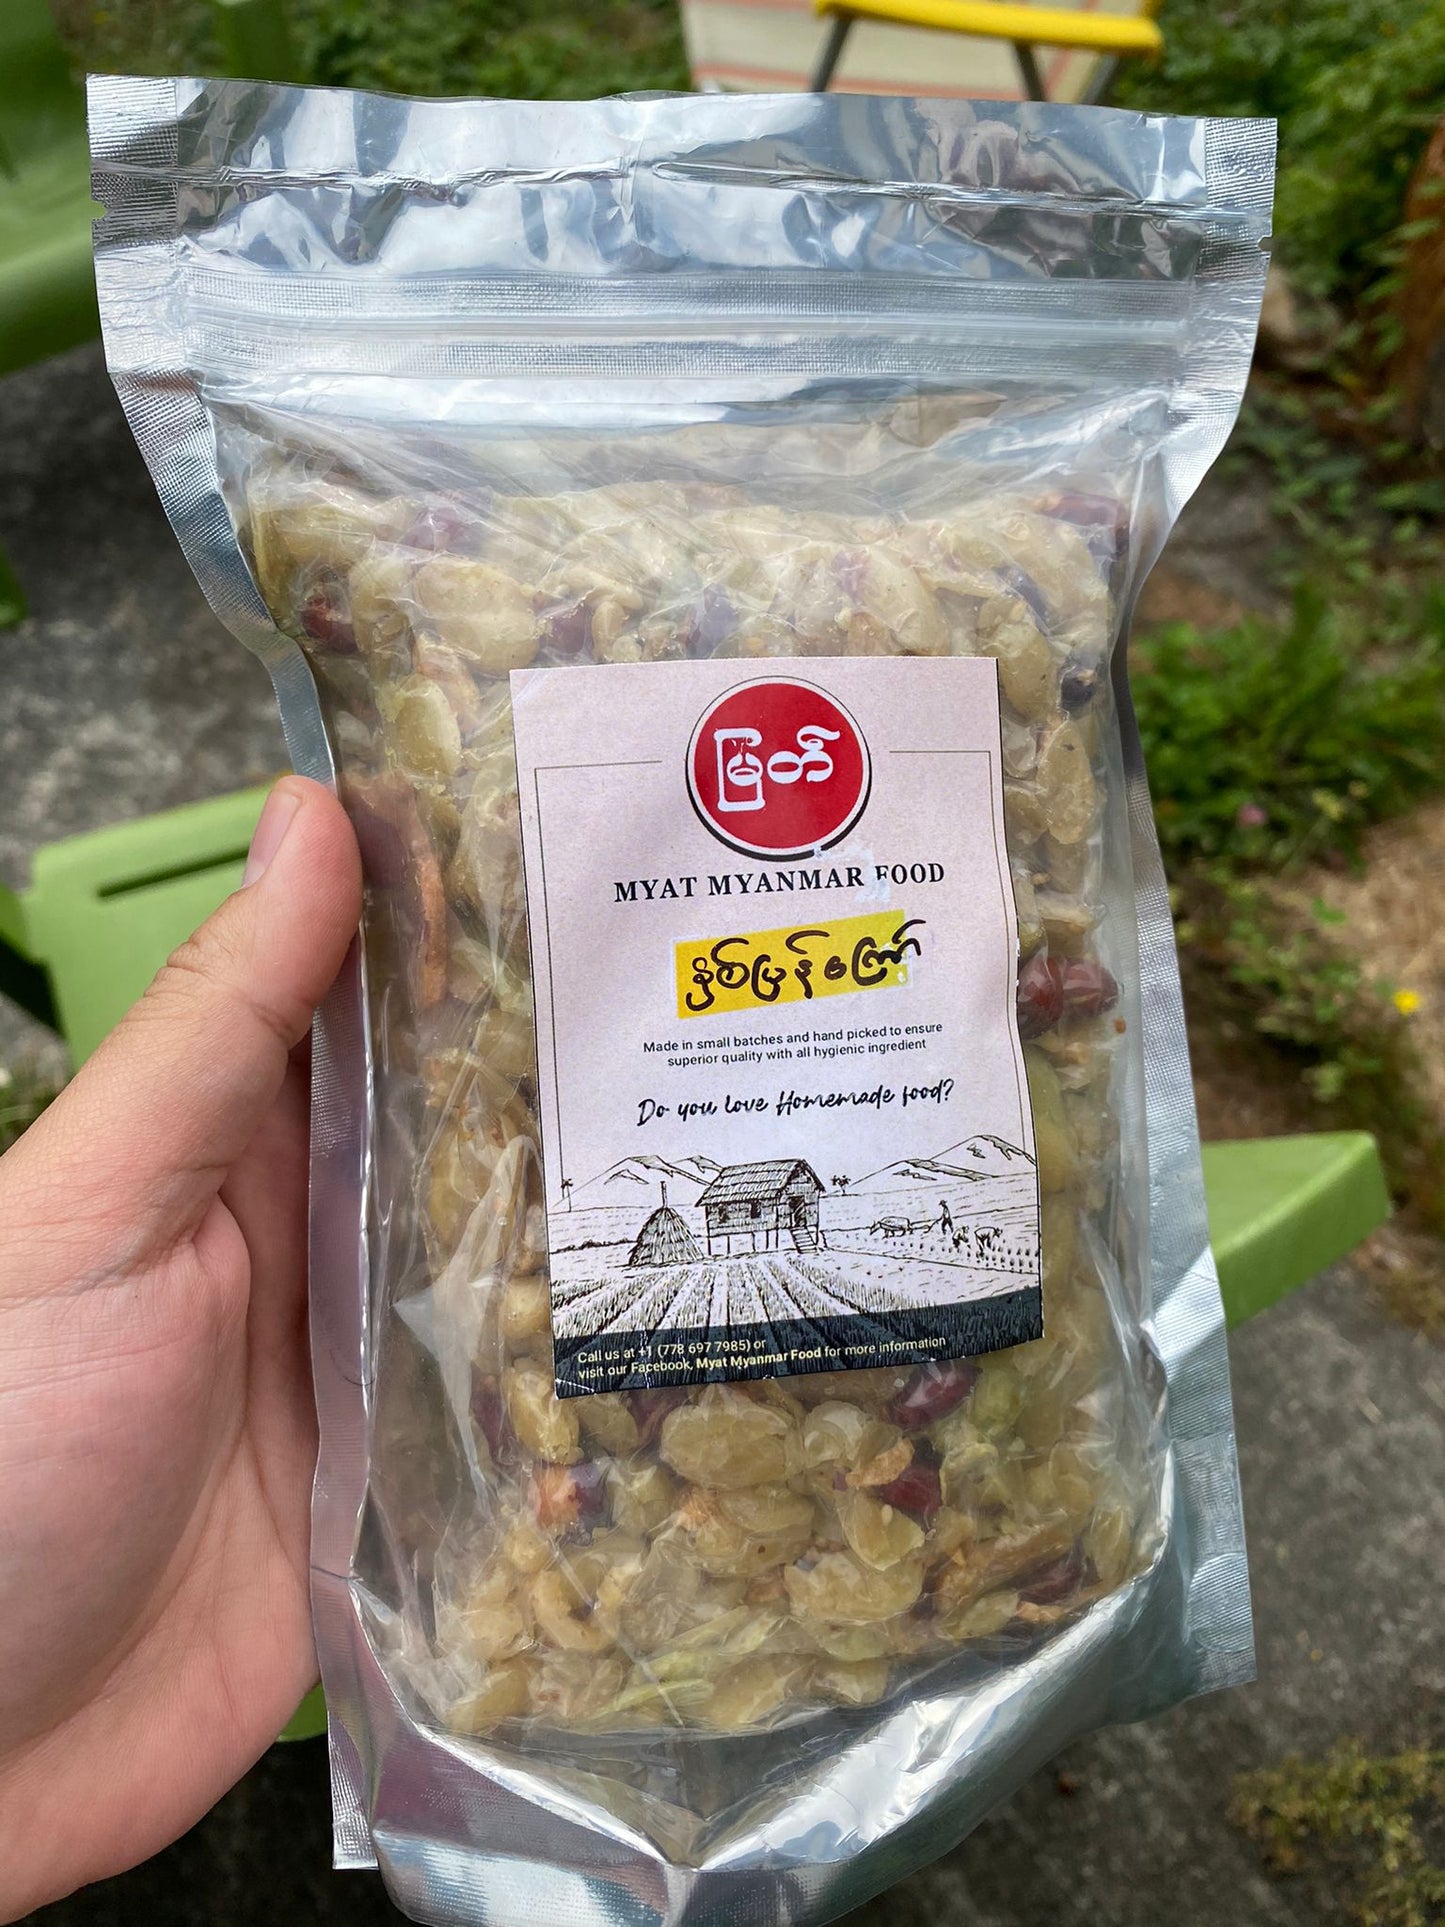 မြတ်
MYAT MYANMAR FOOD
နှစ်ပြန်ကြော်
Made in small batches and hand picked to ensure
superior quality with all hygienic ingredient
Do you love Homemade food?
Call us at +1 (778 697 7985) or
visit our Facebook, Myat Myanmar Food for more information